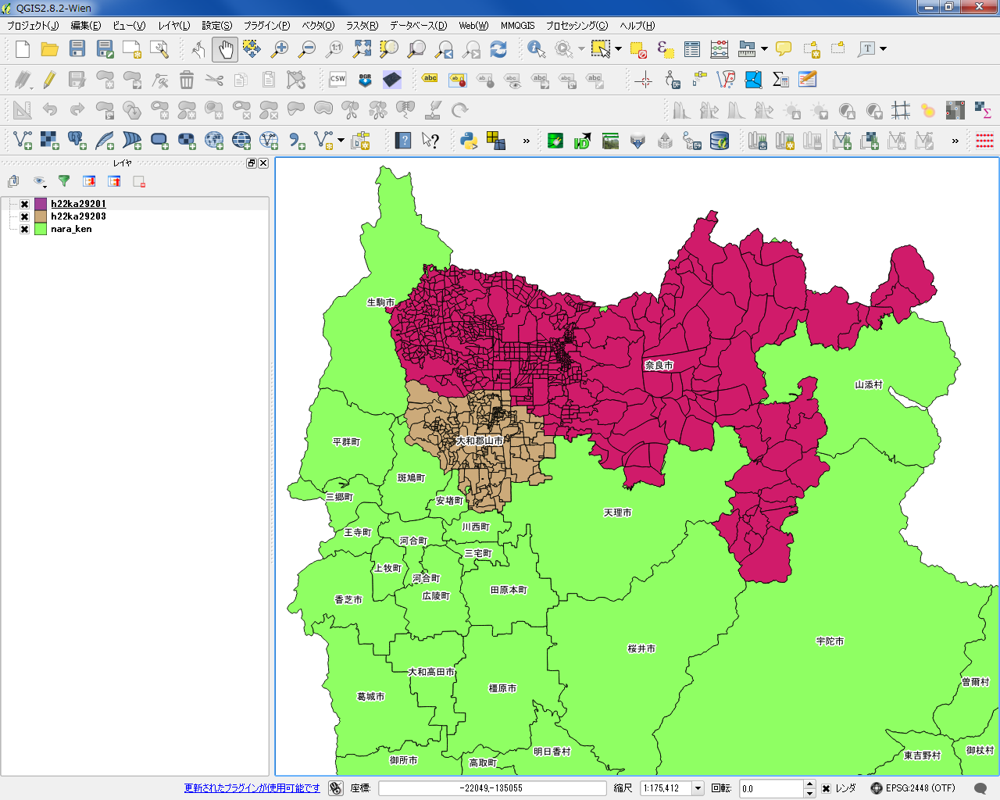 QGIS2.8.2-Wien
プロジェクト(J) 編集(E) ビュー(V) レイヤ(L) 設定(S) プラグイン(P) ベクタ(O) ラスタ(R) データベース(D) Web(W) MMQGIS プロセッシング(C) ヘルプ(H)
1:1
T
CSW OGR abc ab abc abc abc abc abc
» »
レイヤ
h22ka29201
h22ka29203
nara_ken
生駒市
奈良市
山添村
平群町
大和郡山市
斑鳩町
三郷町
安堵町
天理市
川西町
王寺町
河合町
三宅町
上牧町
河合町
田原本町
広陵町
香芝市
宇陀市
桜井市
大和高田市
曽爾村
橿原市
葛城市
御杖村
明日香村
東吉野村
御所市
高取町
更新されたプラグインが使用可能です 座標: -22049,-135055 縮尺 1:175,412 回転: 0.0 レンダ EPSG:2448 (OTF)